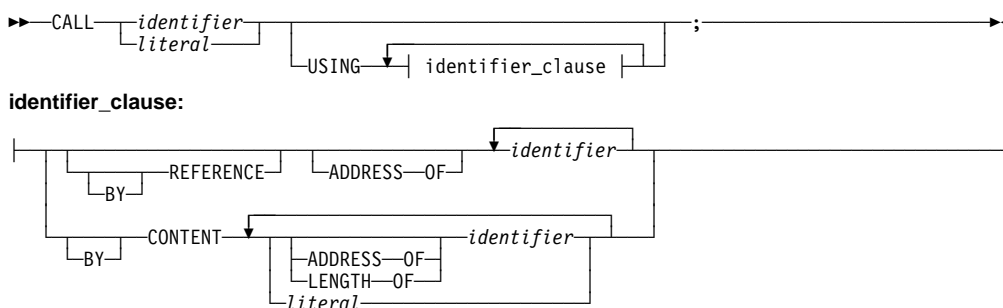 CALL identifier ;
literal
USING identifier_clause
identifier_clause:
identifier
REFERENCE ADDRESS OF
BY
CONTENT identifier
BY ADDRESS OF
LENGTH OF
literal